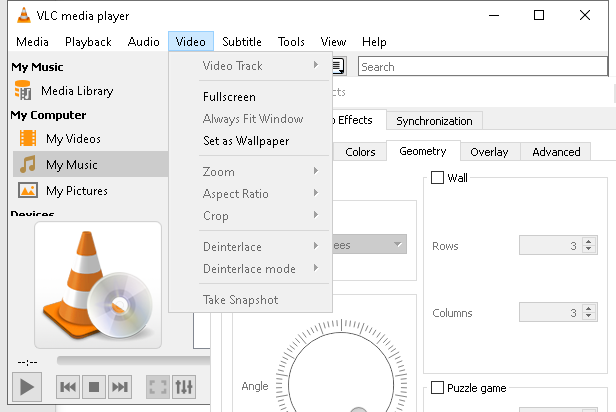 VLC media player
Media Playback Audio Video Subtitle Tools View Help
My Music
Media Library
My Computer
My Videos
My Music
My Pictures
Devices
--:--
Video Track
Fullscreen
Always Fit Window
Set as Wallpaper
Zoom
Aspect Ratio
Crop
Deinterlace
Deinterlace mode
Take Snapshot
Search
Effects Synchronization
Colors Geometry Overlay Advanced
Wall
Rows 3
Columns 3
Angle
Puzzle game